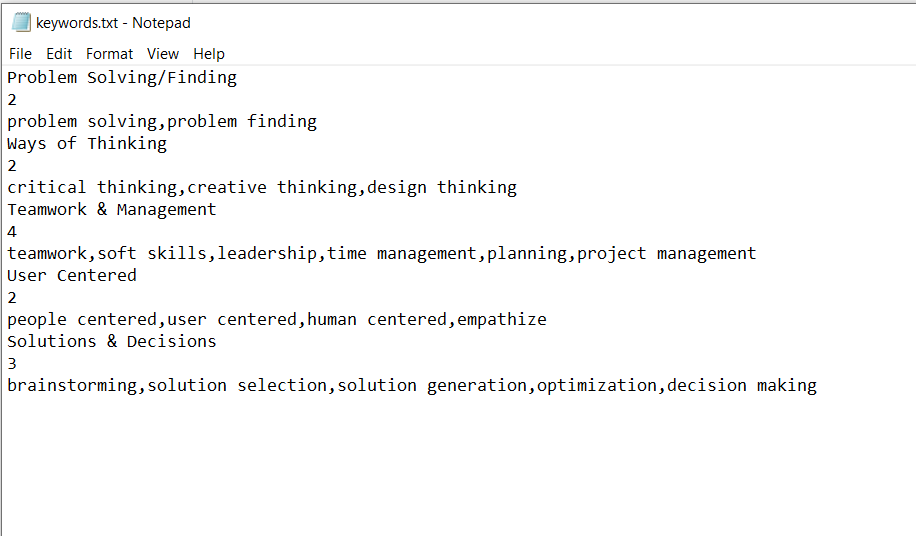 keywords.txt - Notepad
File Edit Format View Help
Problem Solving/Finding
2
problem solving,problem finding
Ways of Thinking
2
critical thinking,creative thinking,design thinking
Teamwork & Management
4
teamwork,soft skills,leadership,time management,planning,project management
User Centered
2
people centered,user centered,human centered,empathize
Solutions & Decisions
3
brainstorming,solution selection,solution generation,optimization,decision making